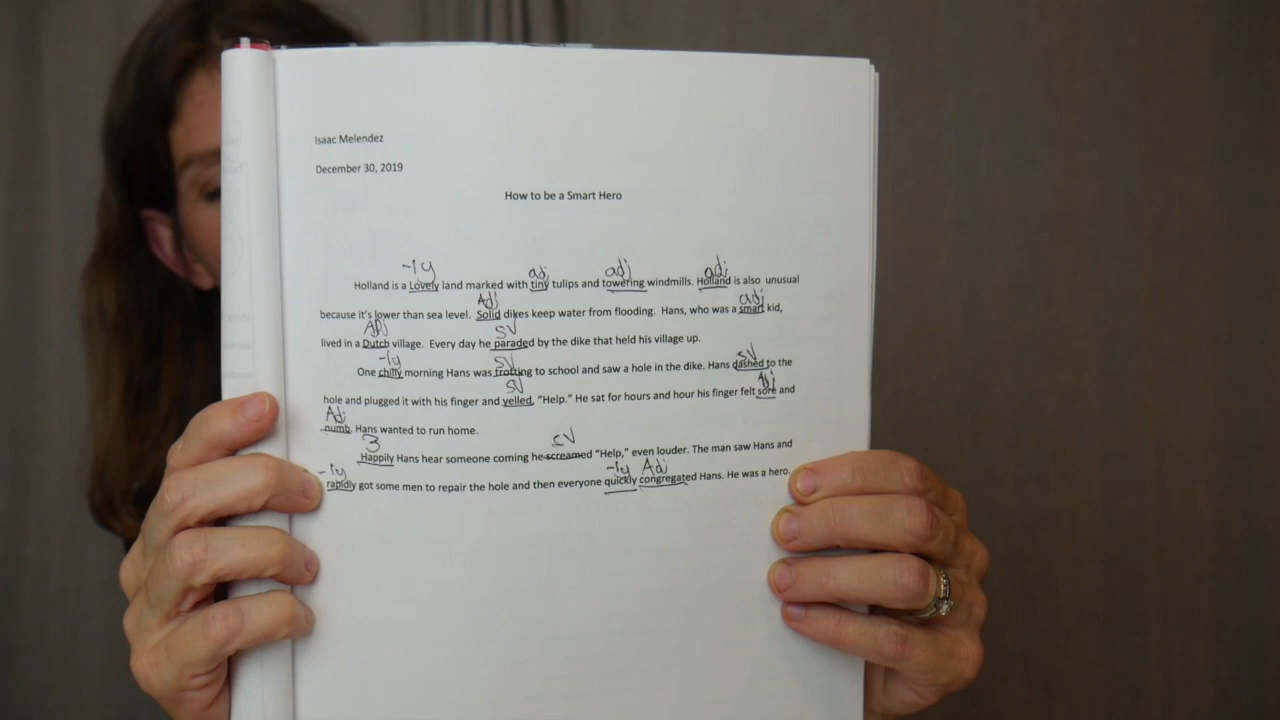 Isaac Melendez
December 30, 2019
How to be a Smart Hero
-ly adj adj adj
Holland is a Lovely land marked with tiny tulips and towering windmills. Holland is also unusual
Adj adj
because it's lower than sea level. Solid dikes keep water from flooding. Hans, who was a smart kid,
ADj SV
lived in a Dutch village. Every day he paraded by the dike that held his village up.
-ly SV SV
One chilly morning Hans was trotting to school and saw a hole in the dike. Hans dashed to the
SV Adj
hole and plugged it with his finger and yelled, "Help." He sat for hours and hour his finger felt sore and
Adj
numb. Hans wanted to run home.
3 SV
Happily Hans hear someone coming he screamed "Help," even louder. The man saw Hans and
-ly -ly Adj
rapidly got some men to repair the hole and then everyone quickly congregated Hans. He was a hero.